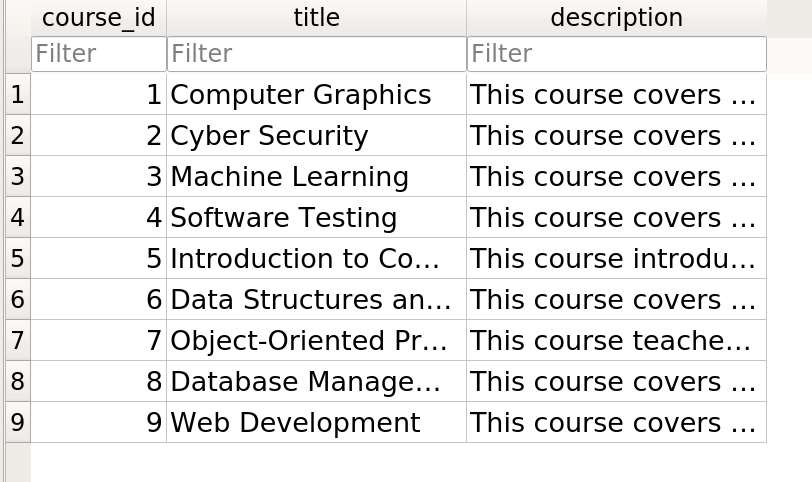 course_id title description
Filter Filter Filter
1 1 Computer Graphics This course covers ...
2 2 Cyber Security This course covers ...
3 3 Machine Learning This course covers ...
4 4 Software Testing This course covers ...
5 5 Introduction to Co... This course introdu...
6 6 Data Structures an... This course covers ...
7 7 Object-Oriented Pr... This course teache...
8 8 Database Manage... This course covers ...
9 9 Web Development This course covers ...